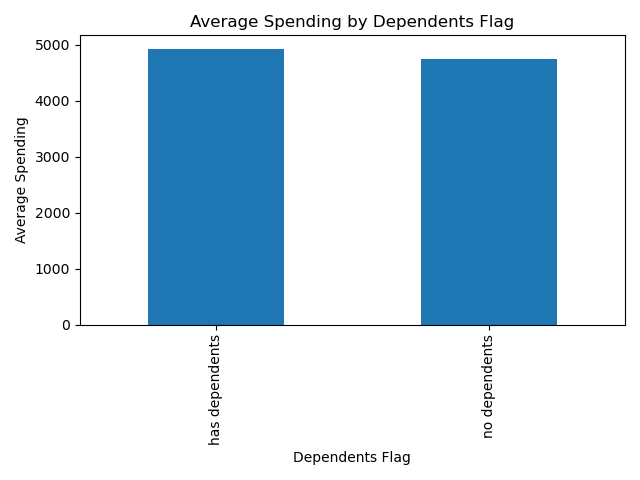 Average Spending by Dependents Flag
5000
4000
3000
2000
1000
0
Average Spending
has dependents
no dependents
Dependents Flag